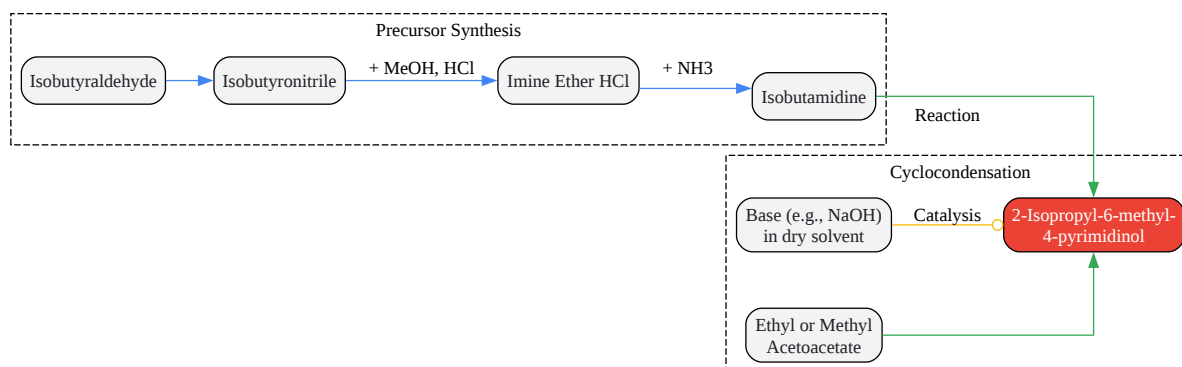 Precursor Synthesis
Isobutyraldehyde
Isobutyronitrile
+ MeOH, HCl
Imine Ether HCl
+ NH3
Isobutamidine
Reaction
Cyclocondensation
Base (e.g., NaOH)
in dry solvent
Catalysis
2-Isopropyl-6-methyl-
4-pyrimidinol
Ethyl or Methyl
Acetoacetate